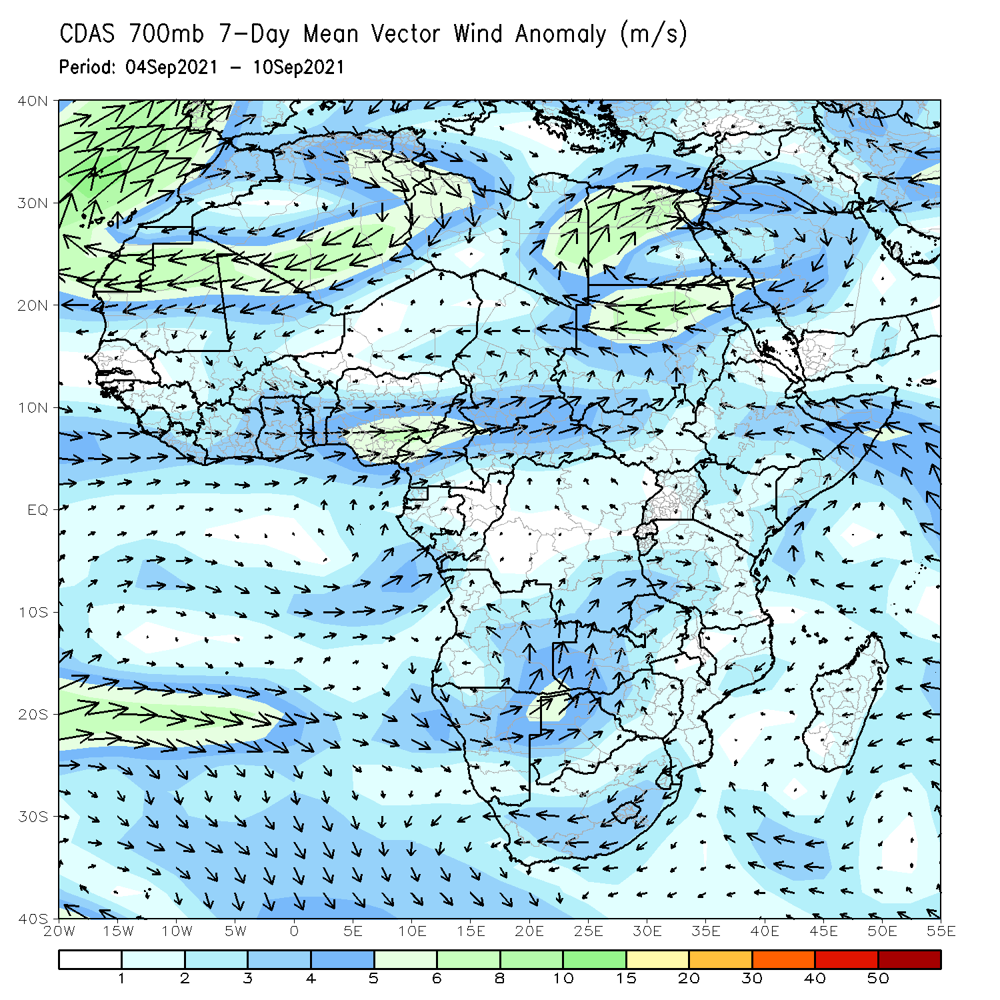 CDAS 700mb 7-Day Mean Vector Wind Anomaly (m/s)
Period: 04Sep2021 - 10Sep2021
40N
30N
20N
10N
EQ
10S
20S
30S
40S
20W 15W 10W 5W 0 5E 10E 15E 20E 25E 30E 35E 40E 45E 50E 55E
1 2 3 4 5 6 8 10 15 20 30 40 50